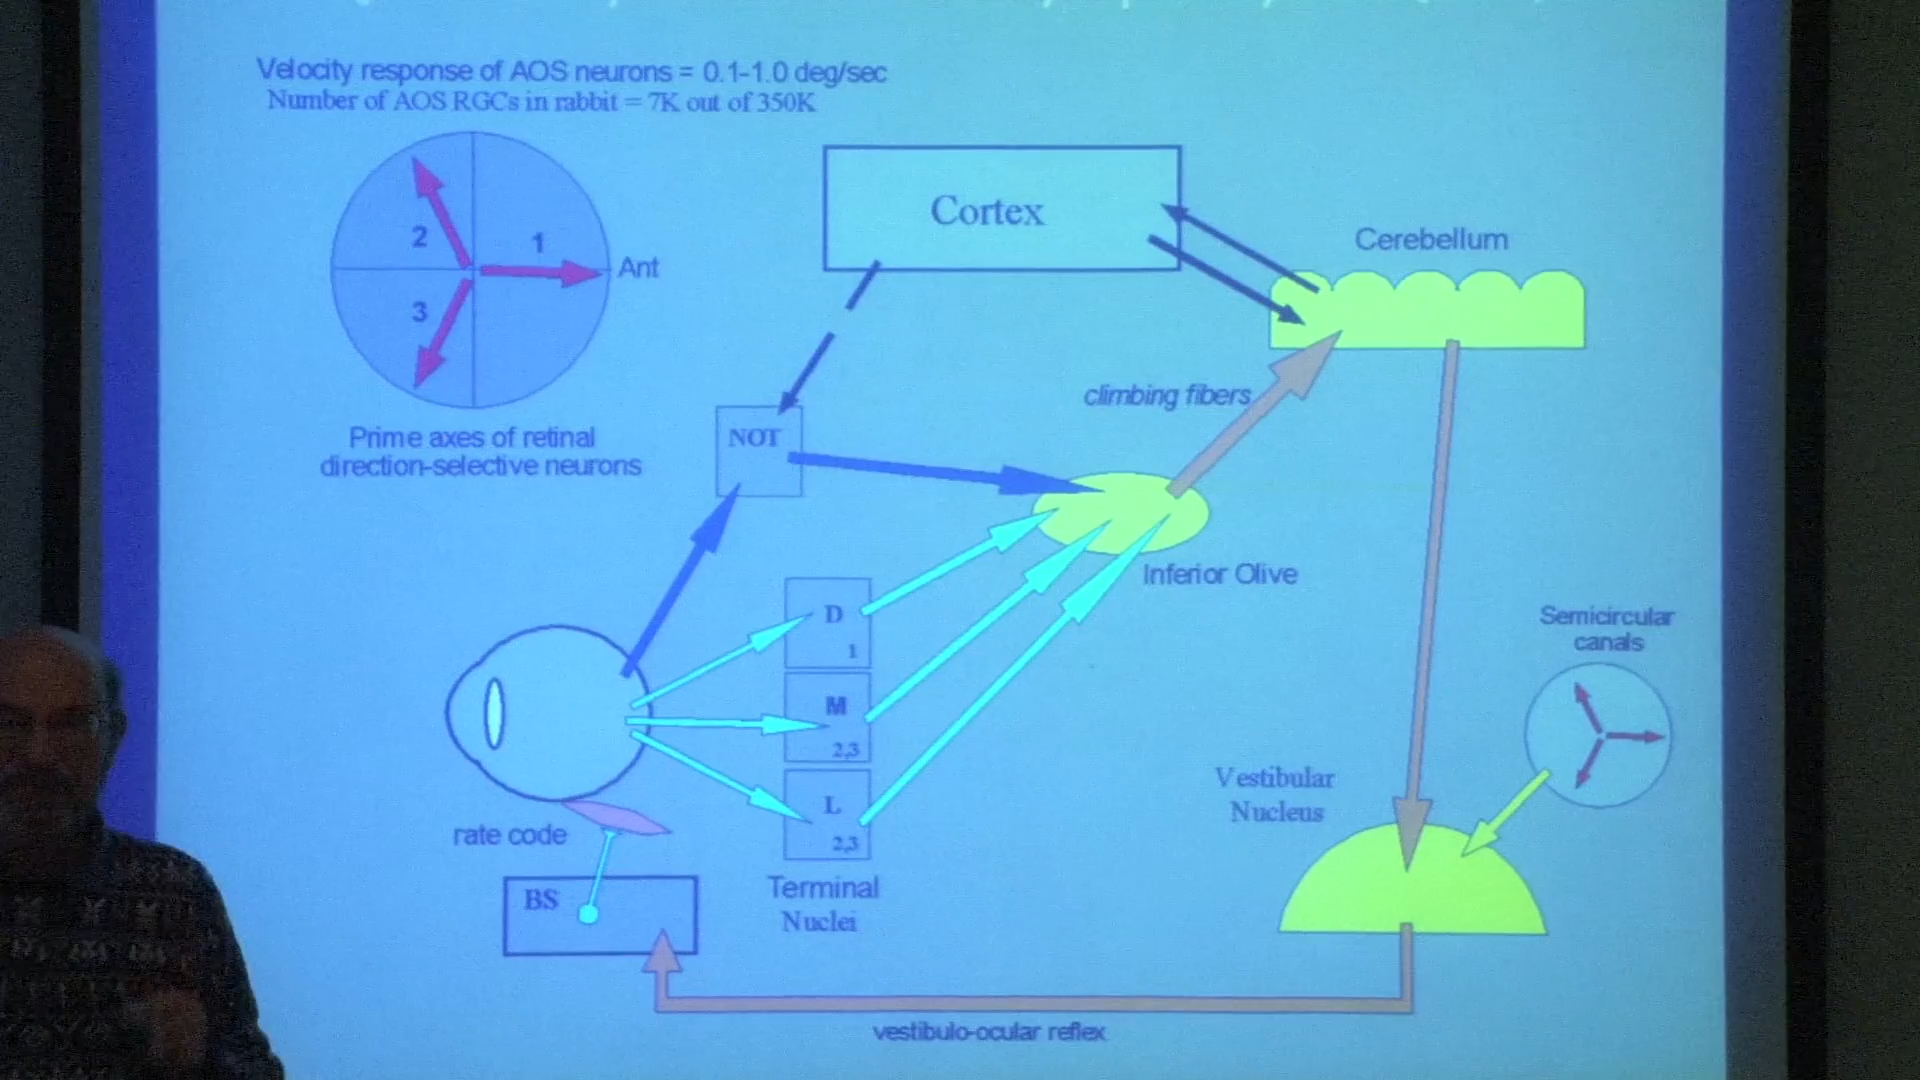 Velocity response of AOS neurons = 0.1-1.0 deg/sec
Number of AOS RGCs in rabbit = 7K out of 350K
2
1
Ant
3
Prime axes of retinal
direction-selective neurons
Cortex
Cerebellum
climbing fibers
NOT
Inferior Olive
D
1
M
2,3
L
2,3
Terminal
Nuclei
rate code
BS
Semicircular
canals
Vestibular
Nucleus
vestibulo-ocular reflex